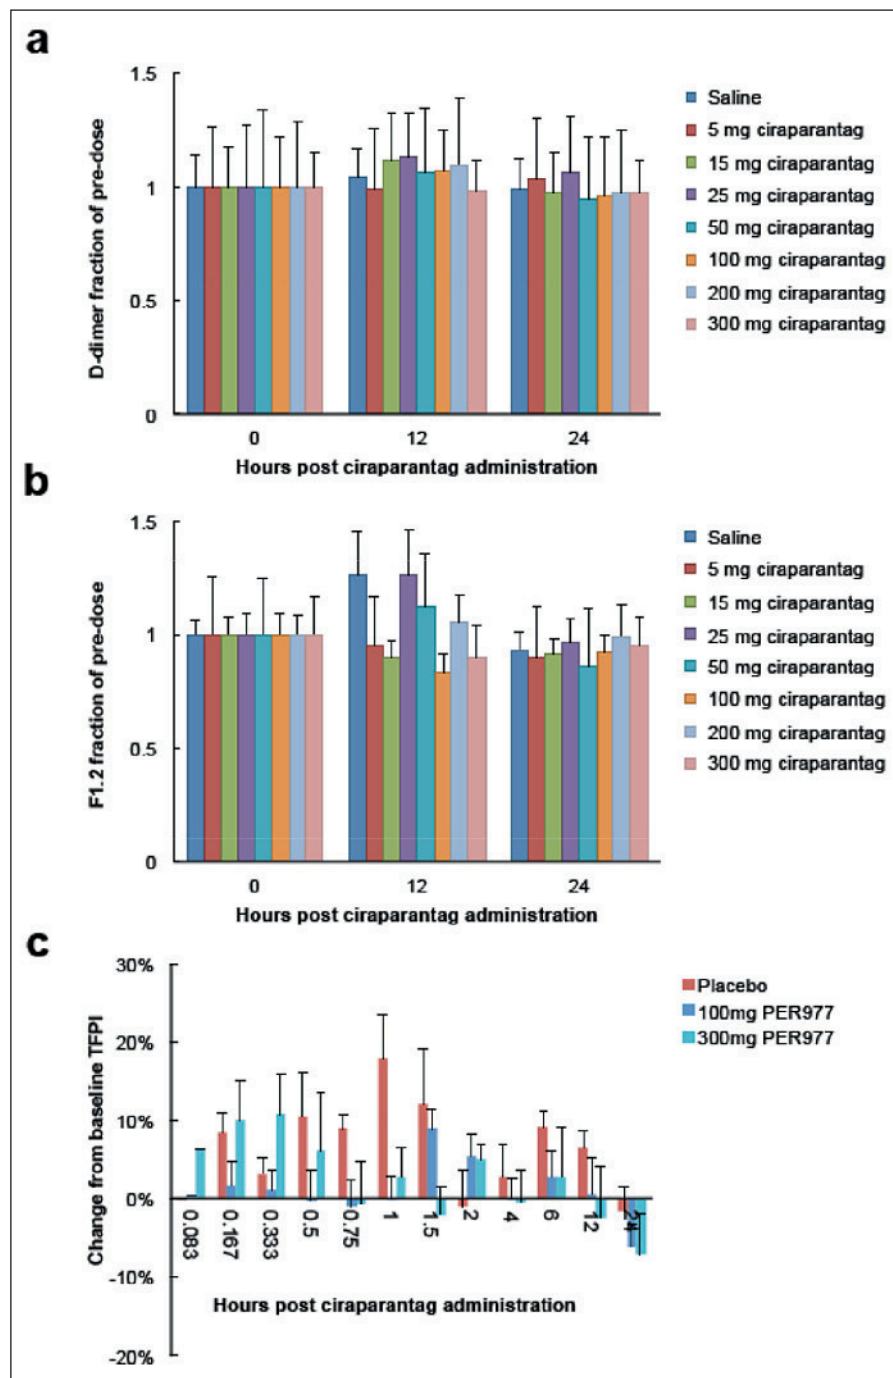 a
D-dimer fraction of pre-dose
1.5
1
0.5
0
0
12
24
Hours post ciraparantag administration
Saline
5 mg ciraparantag
15 mg ciraparantag
25 mg ciraparantag
50 mg ciraparantag
100 mg ciraparantag
200 mg ciraparantag
300 mg ciraparantag
b
F1.2 fraction of pre-dose
1.5
1
0.5
0
0
12
24
Hours post ciraparantag administration
Saline
5 mg ciraparantag
15 mg ciraparantag
25 mg ciraparantag
50 mg ciraparantag
100 mg ciraparantag
200 mg ciraparantag
300 mg ciraparantag
c
Change from baseline TFPI
30%
20%
10%
0%
-10%
-20%
0.083
0.167
0.333
0.5
0.75
1
1.5
2
4
6
12
24
Hours post ciraparantag administration
Placebo
100mg PER977
300mg PER977